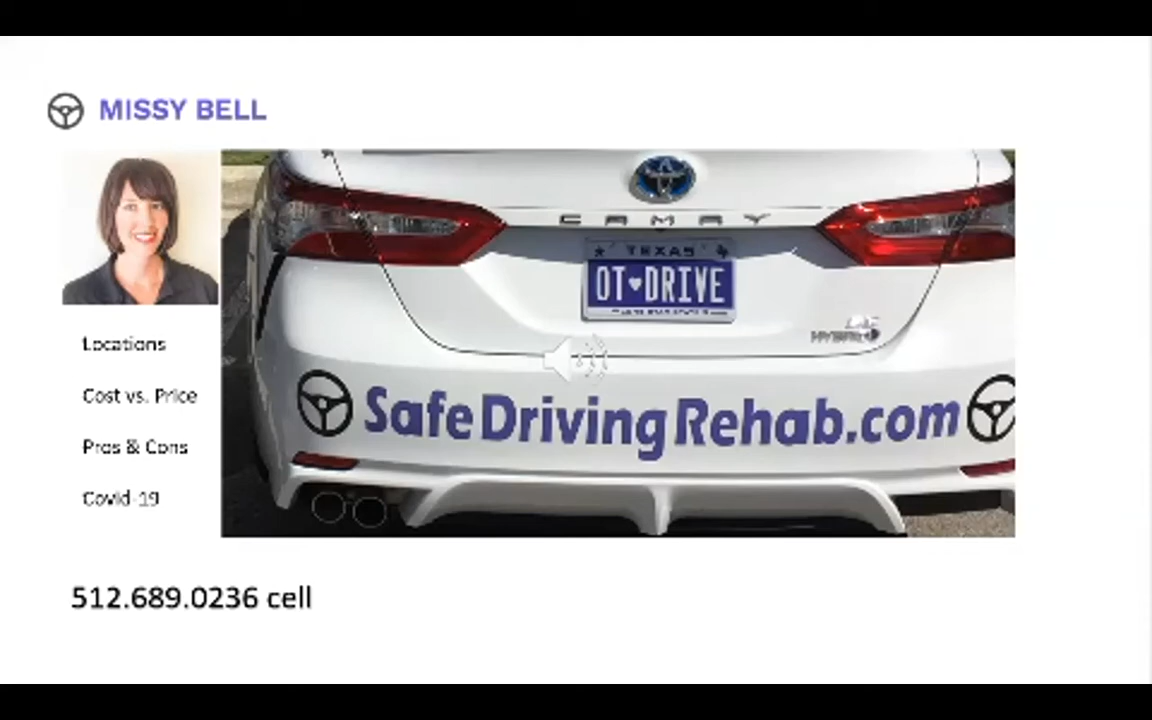 MISSY BELL
CAMRY
TEXAS
OT♥DRIVE
HYBRID
SafeDrivingRehab.com
Locations
Cost vs. Price
Pros & Cons
Covid-19
512.689.0236 cell